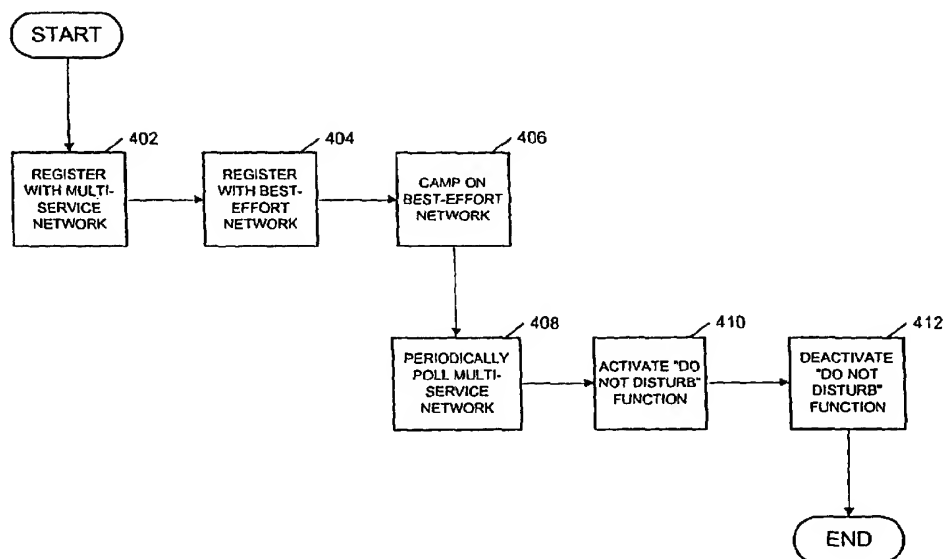 START
402
REGISTER
WITH MULTI-
SERVICE
NETWORK
404
REGISTER
WITH BEST-
EFFORT
NETWORK
406
CAMP ON
BEST-EFFORT
NETWORK
408
PERIODICALLY
POLL MULTI-
SERVICE
NETWORK
410
ACTIVATE "DO
NOT DISTURB"
FUNCTION
412
DEACTIVATE
"DO NOT
DISTURB"
FUNCTION
END